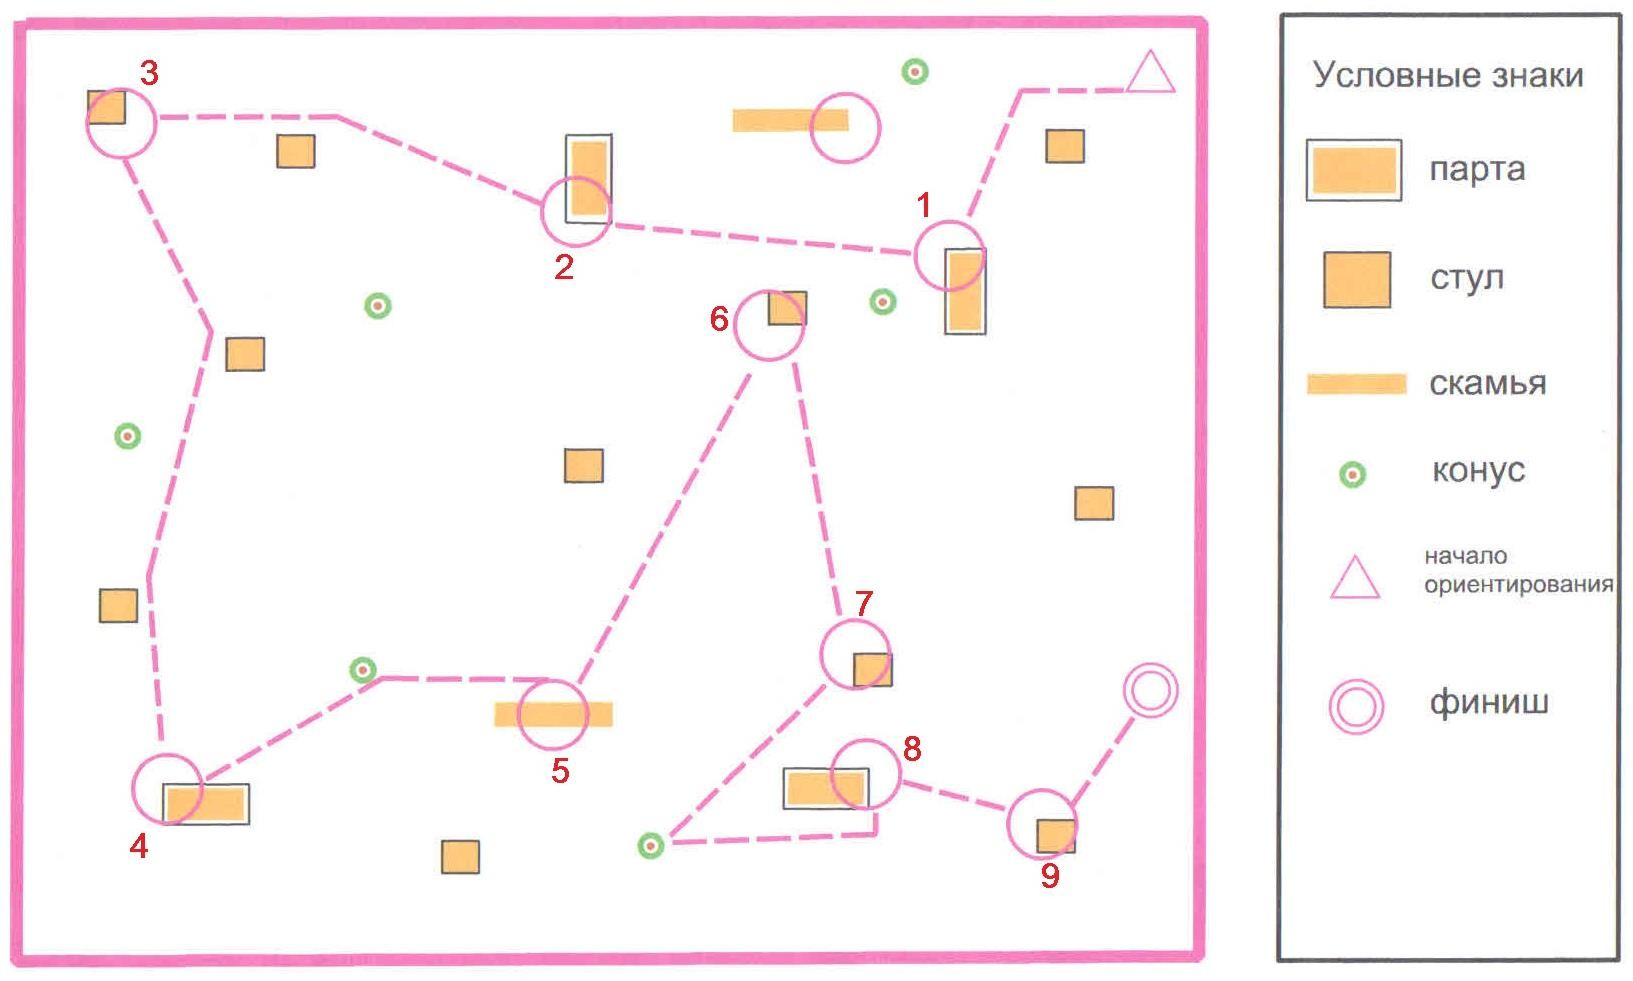 3
1
2
6
7
8
5
4
9
Условные знаки
парта
стул
скамья
конус
начало
ориентирования
финиш